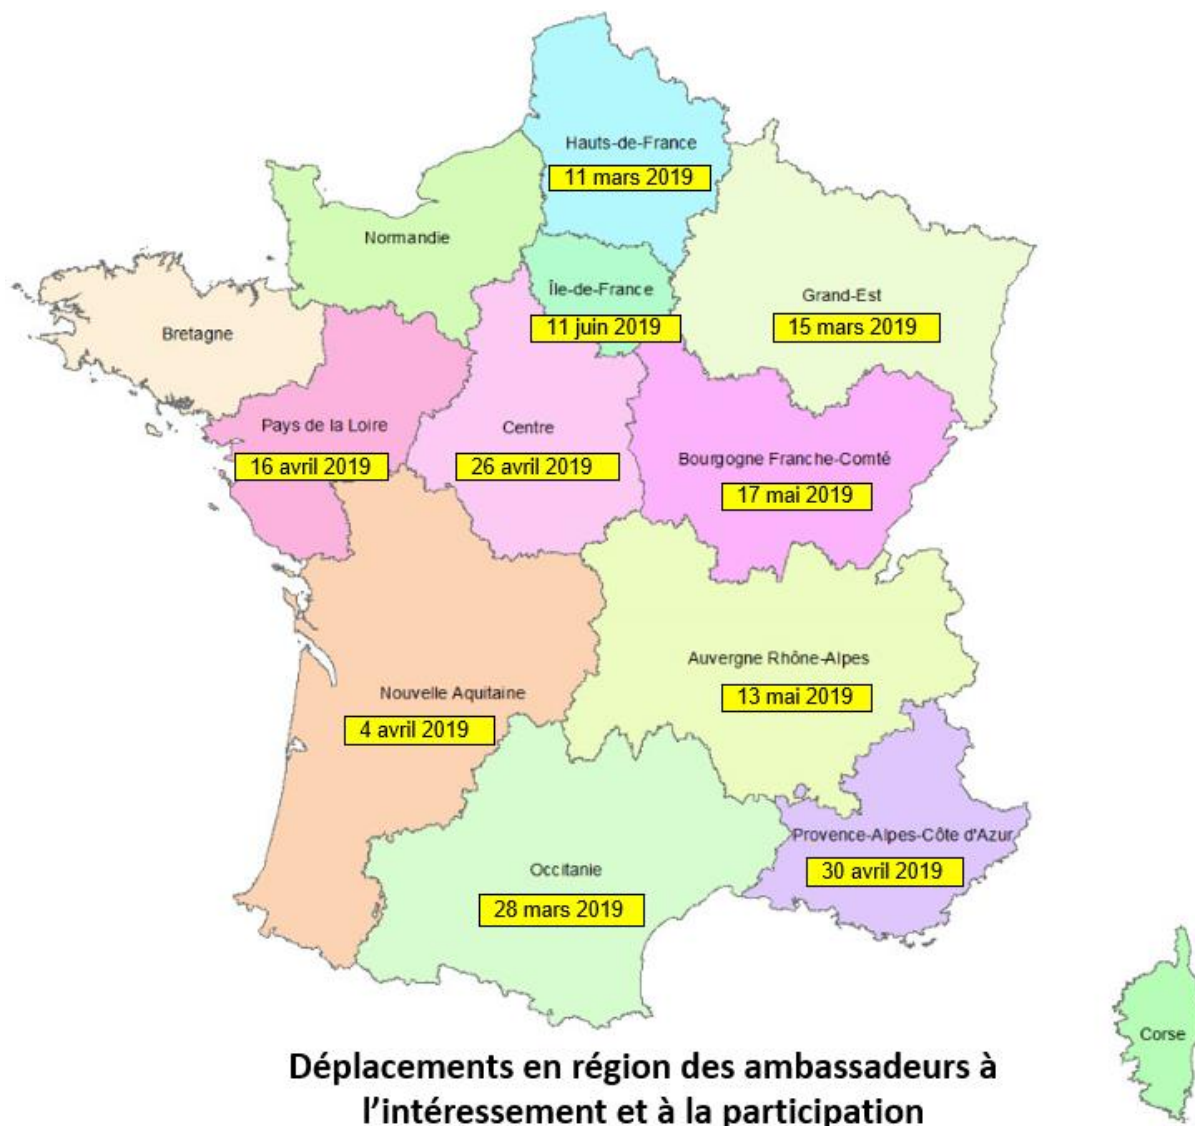 Hauts-de-France
11 mars 2019
Normandie
Île-de-France
11 juin 2019
Grand-Est
15 mars 2019
Bretagne
Pays de la Loire
16 avril 2019
Centre
26 avril 2019
Bourgogne Franche-Comté
17 mai 2019
Auvergne Rhône-Alpes
13 mai 2019
Nouvelle Aquitaine
4 avril 2019
Provence-Alpes-Côte d'Azur
30 avril 2019
Occitanie
28 mars 2019
Corse
Déplacements en région des ambassadeurs à
l’intéressement et à la participation